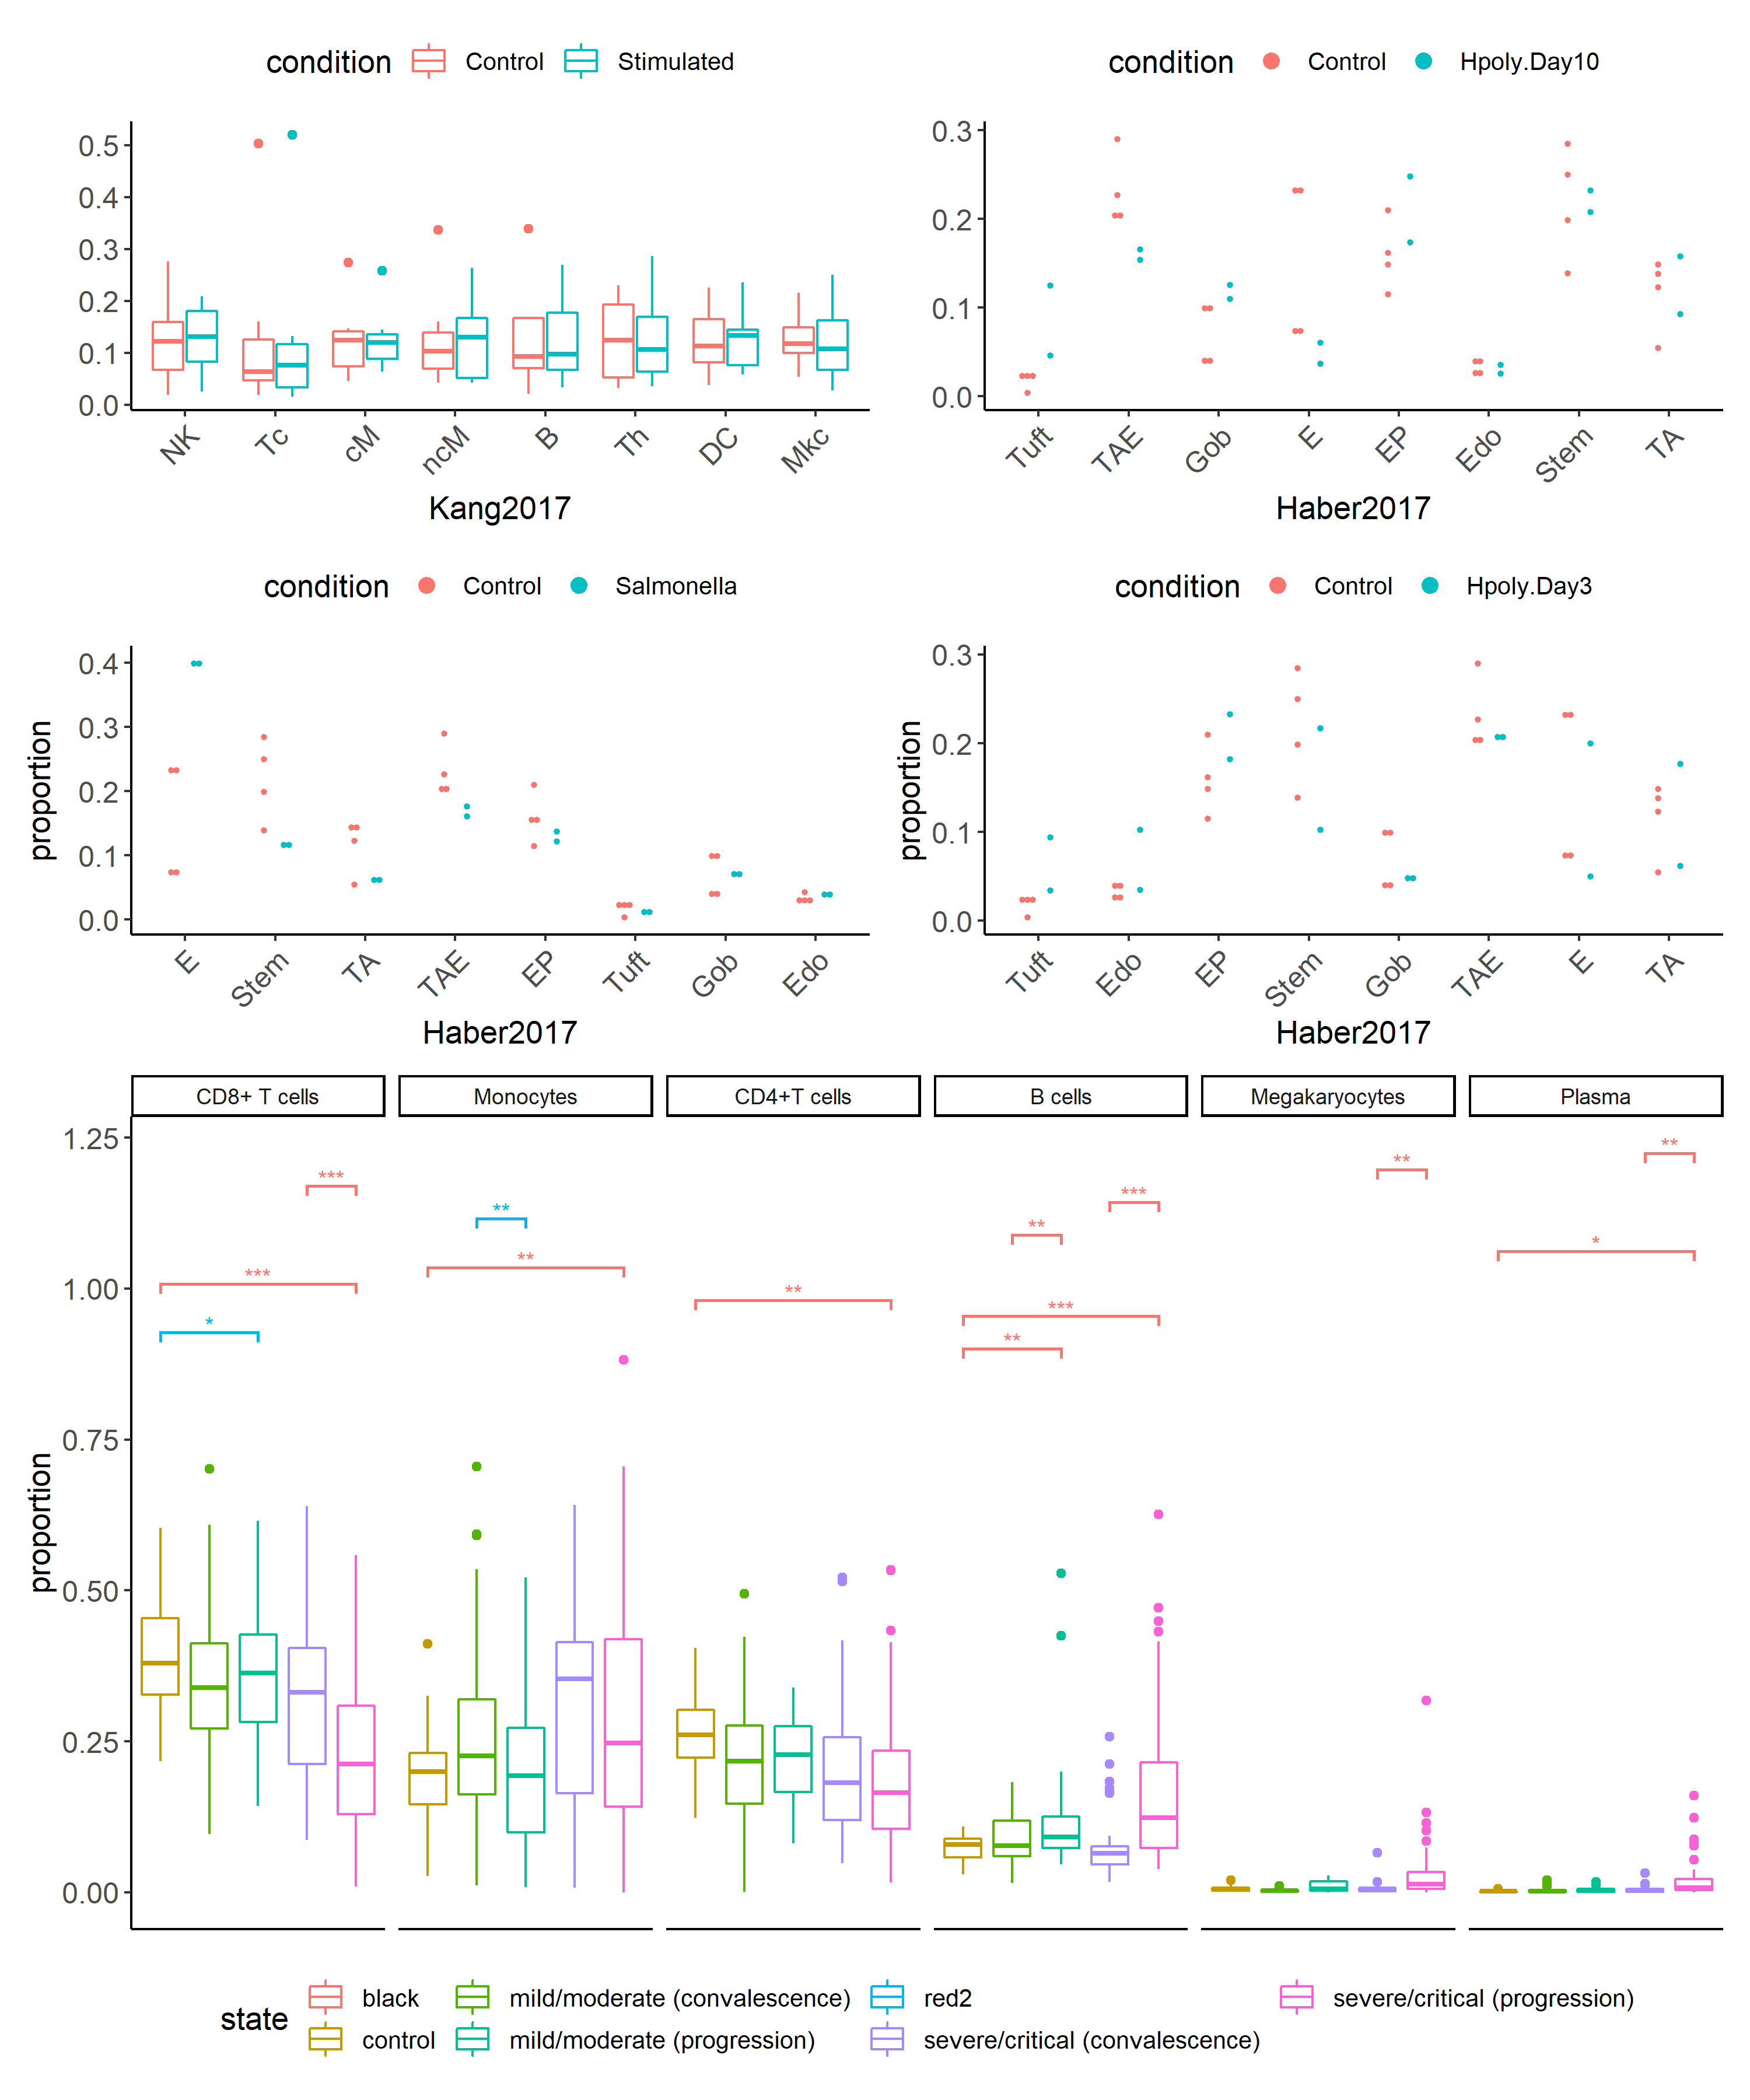 condition Control Stimulated
0.5
0.4
0.3
0.2
0.1
0.0
NK Tc cM ncM B Th DC Mkc
Kang2017
condition Control Hpoly.Day10
0.3
0.2
0.1
0.0
Tuft TAE Gob E EP Edo Stem TA
Haber2017
condition Control Salmonella
proportion
0.4
0.3
0.2
0.1
0.0
E Stem TA TAE EP Tuft Gob Edo
Haber2017
condition Control Hpoly.Day3
proportion
0.3
0.2
0.1
0.0
Tuft Edo EP Stem Gob TAE E TA
Haber2017
CD8+ T cells Monocytes CD4+T cells B cells Megakaryocytes Plasma
proportion
1.25
1.00
0.75
0.50
0.25
0.00
*** *** *
** **
**
** *** *** **
**
** *
state
black mild/moderate (convalescence) red2 severe/critical (progression)
control mild/moderate (progression) severe/critical (convalescence)